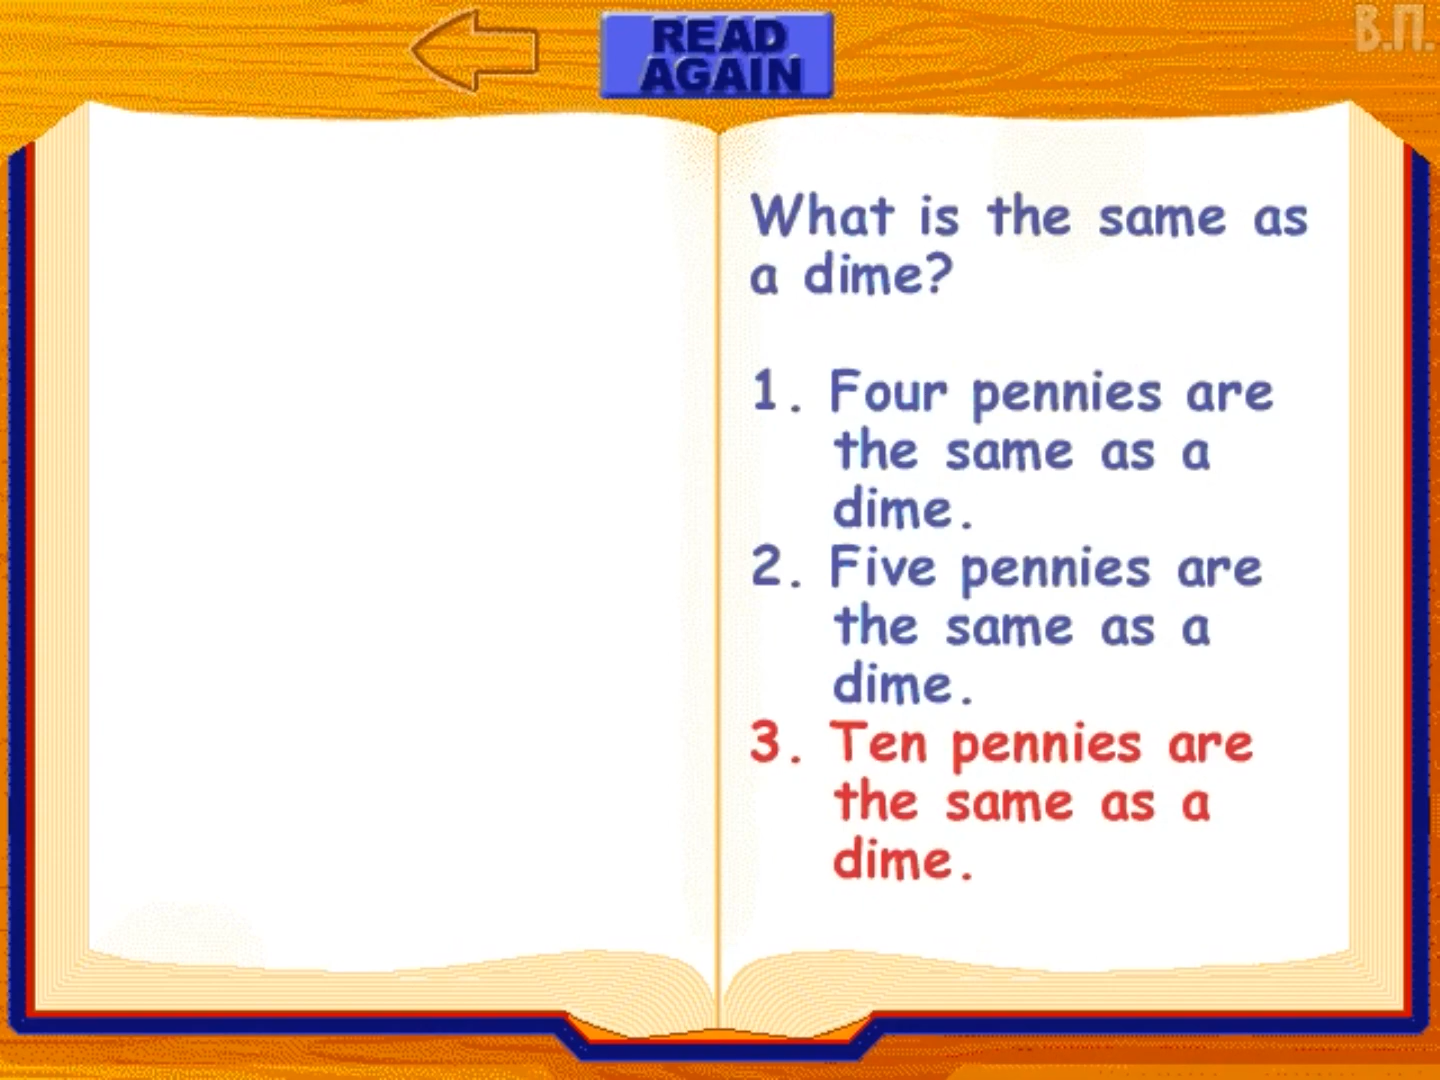 READ
AGAIN
В.П.
What is the same as
a dime?
1. Four pennies are
the same as a
dime.
2. Five pennies are
the same as a
dime.
3. Ten pennies are
the same as a
dime.